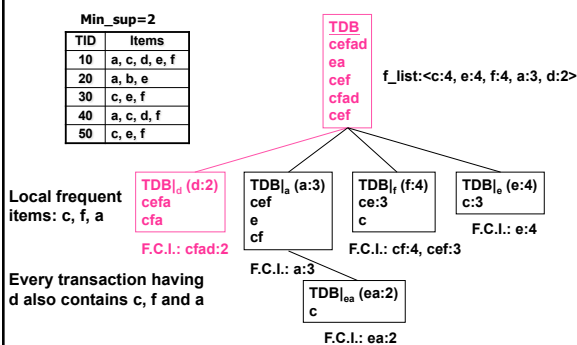 Min_sup=2
TID Items
10 a, c, d, e, f
20 a, b, e
30 c, e, f
40 a, c, d, f
50 c, e, f
TDB
cefad
ea
cef
cfad
cef
f_list:<c:4, e:4, f:4, a:3, d:2>
Local frequent
items: c, f, a
TDB|d (d:2)
cefa
cfa
F.C.I.: cfad:2
TDB|a (a:3)
cef
e
cf
F.C.I.: a:3
TDB|f (f:4)
ce:3
c
F.C.I.: cf:4, cef:3
TDB|e (e:4)
c:3
F.C.I.: e:4
Every transaction having
d also contains c, f and a
TDB|ea (ea:2)
c
F.C.I.: ea:2